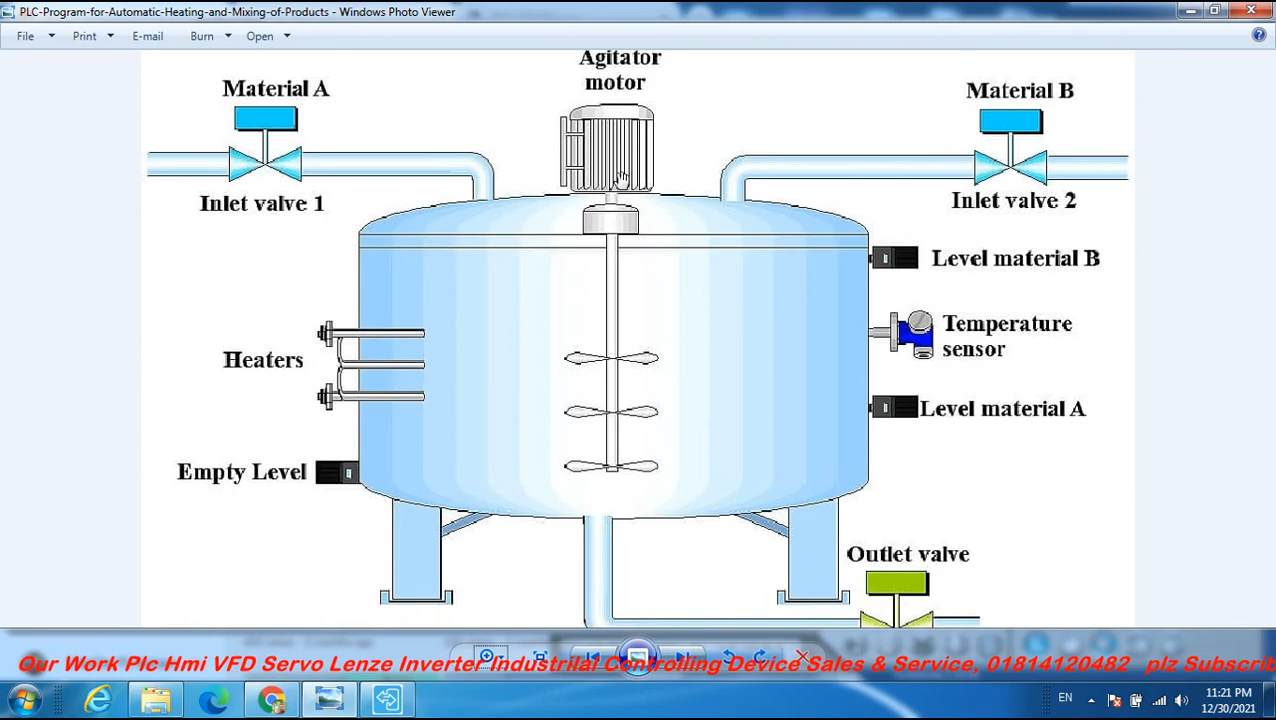 PLC-Program-for-Automatic-Heating-and-Mixing-of-Products - Windows Photo Viewer
File Print E-mail Burn Open
Agitator
motor
Material A
Material B
Inlet valve 1
Inlet valve 2
Level material B
Temperature
sensor
Heaters
Level material A
Empty Level
Outlet valve
Our Work Plc Hmi VFD Servo Lenze Inverter Industrilal Controlling Device Sales & Service, 01814120482 plz Subscrib
EN
11:21 PM
12/30/2021